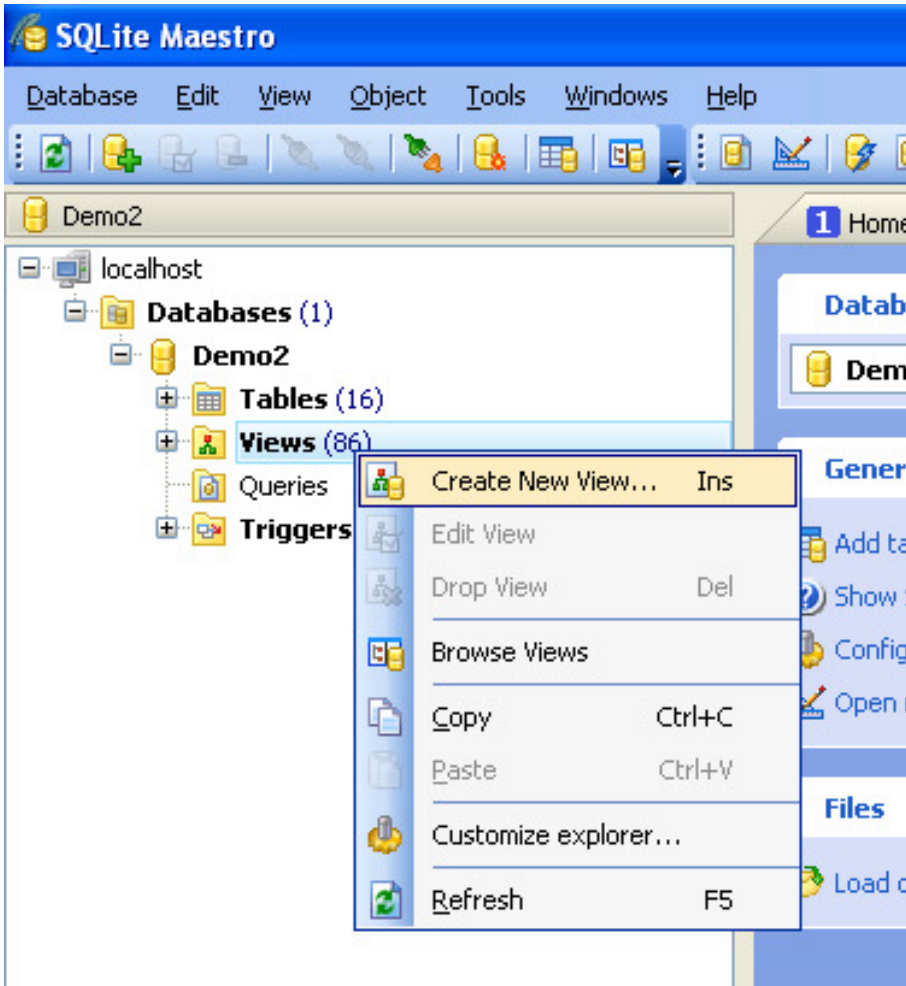 SQLite Maestro
Database Edit View Object Tools Windows Help
Demo2
1 Home
localhost
Databases (1)
Demo2
Tables (16)
Views (86)
Queries
Triggers
Create New View... Ins
Edit View
Drop View Del
Browse Views
Copy Ctrl+C
Paste Ctrl+V
Customize explorer...
Refresh F5
Datab
Dem
Gener
Add ta
Show
Config
Open
Files
Load